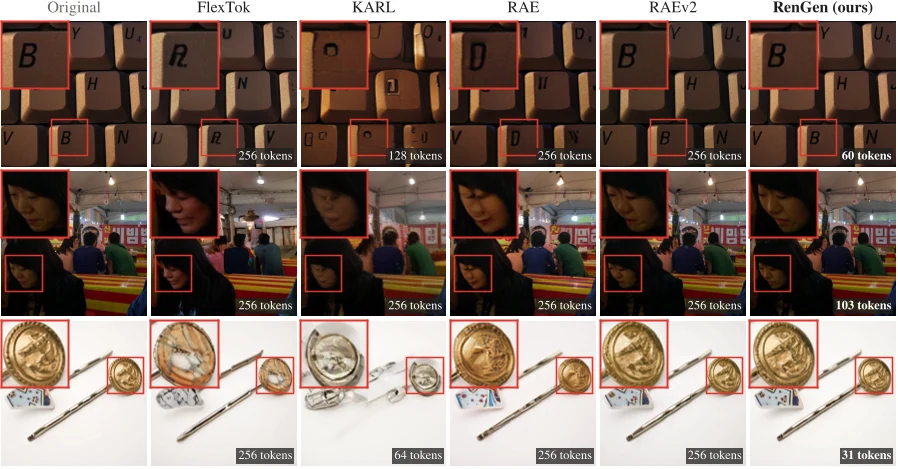 Original FlexTok KARL RAE RAEv2 RenGen (ours)
B Y U
H
V B N
R
256 tokens
128 tokens
D
256 tokens
B Y U
H
V B N
256 tokens
B Y U
H
V B N
60 tokens
256 tokens 256 tokens 256 tokens 256 tokens 103 tokens
256 tokens 64 tokens 256 tokens 256 tokens 31 tokens